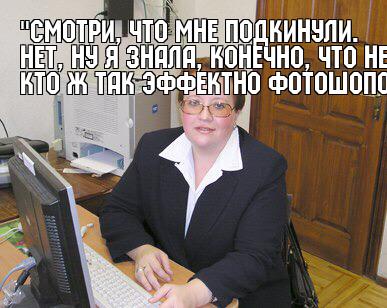 "СМОТРИ, ЧТО МНЕ ПОДКИНУЛИ.
НЕТ, НУ Я ЗНАЛА, КОНЕЧНО, ЧТО НЕ
КТО Ж ТАК ЭФФЕКТНО ФОТОШОПО